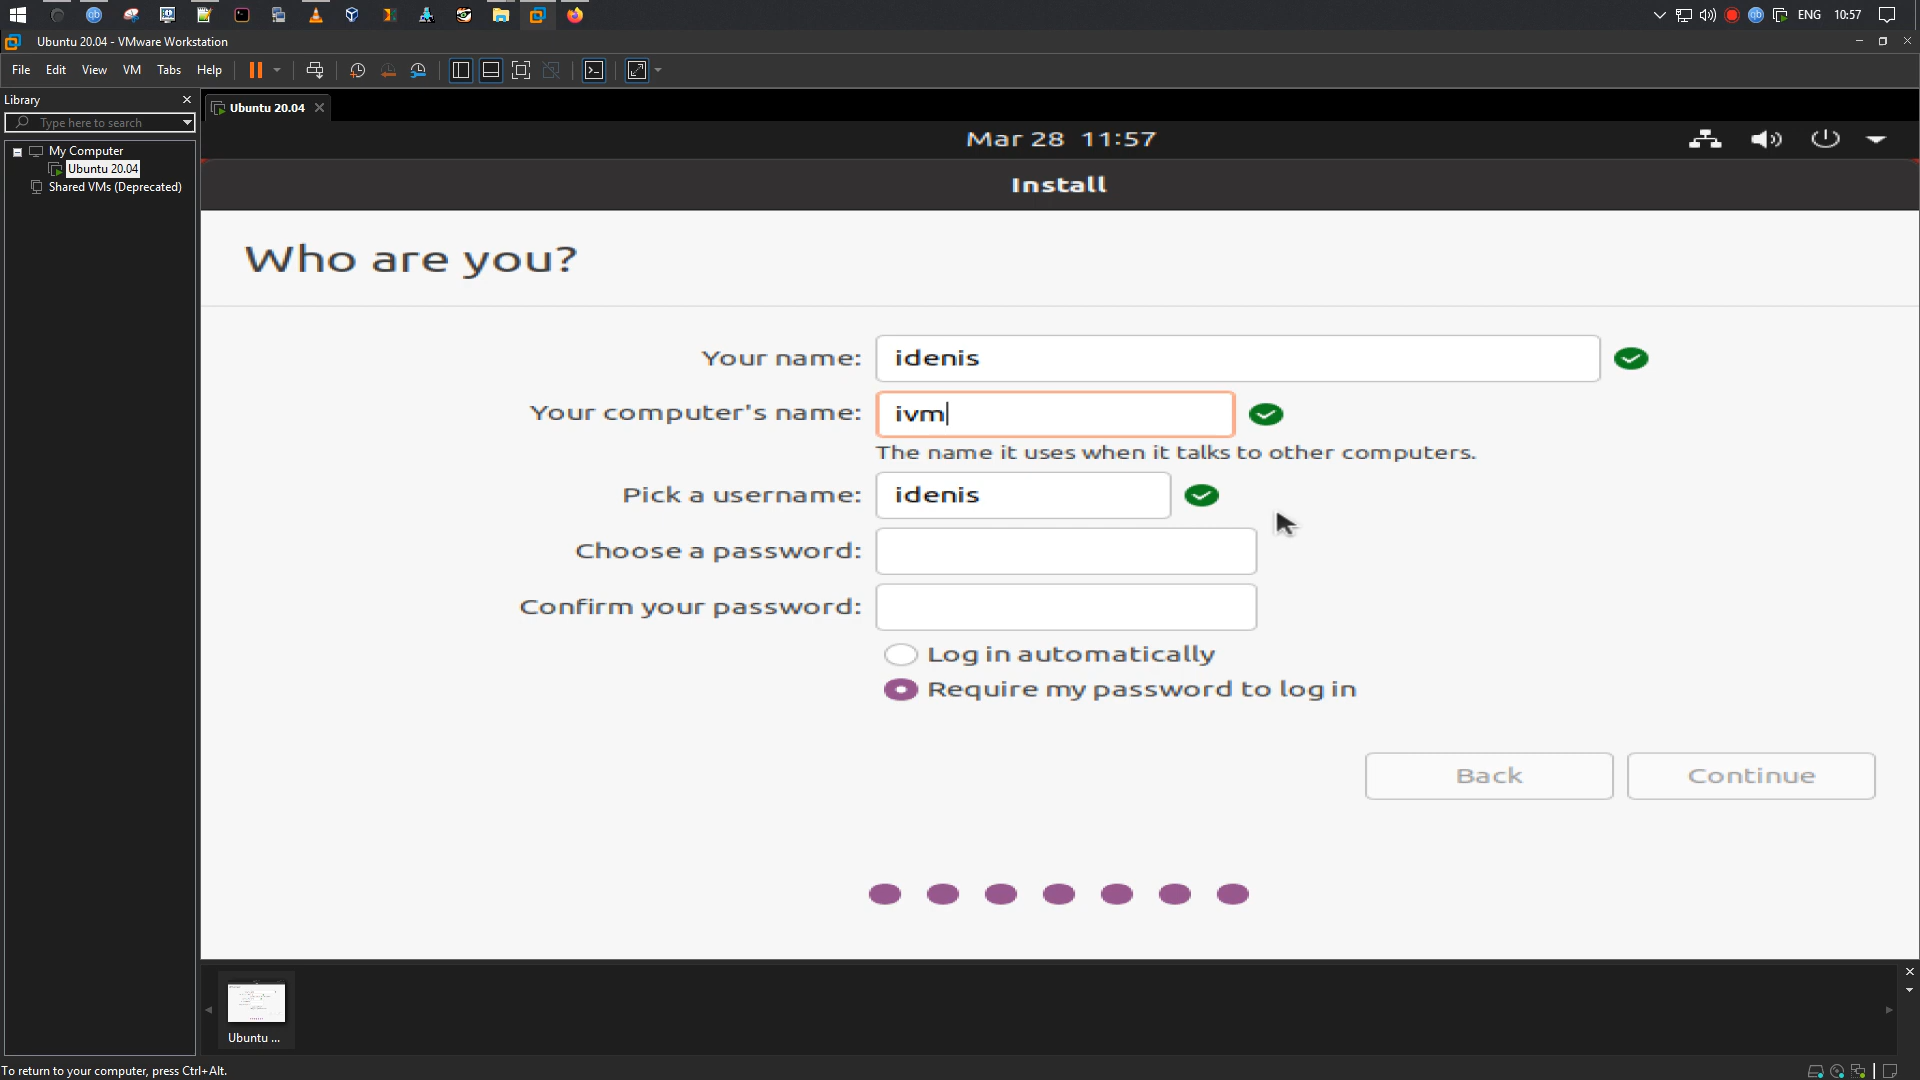 ENG 10:57
Ubuntu 20.04 - VMware Workstation
File Edit View VM Tabs Help
Library
Type here to search
My Computer
Ubuntu 20.04
Shared VMs (Deprecated)
Ubuntu 20.04
Mar 28 11:57
Install
Who are you?
Your name: idenis
Your computer's name: ivm
The name it uses when it talks to other computers.
Pick a username: idenis
Choose a password:
Confirm your password:
Log in automatically
Require my password to log in
Back Continue
Ubuntu ...
To return to your computer, press Ctrl+Alt.